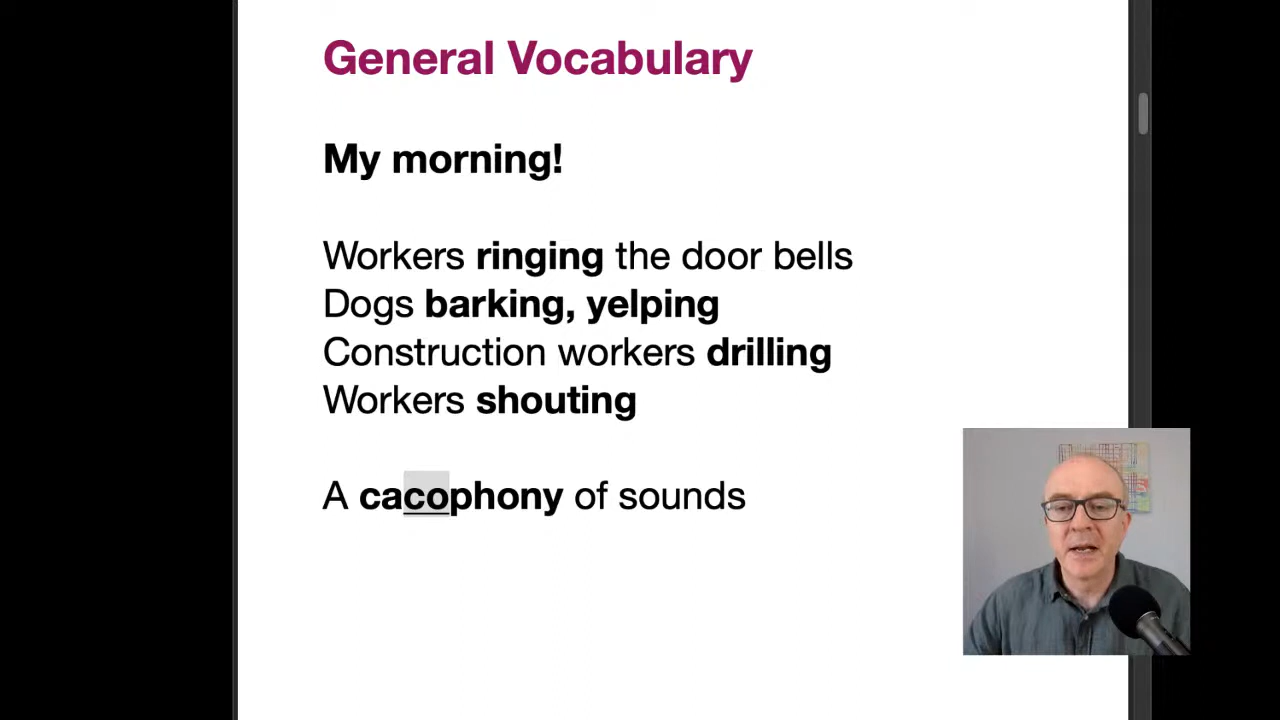 General Vocabulary
My morning!
Workers ringing the door bells
Dogs barking, yelping
Construction workers drilling
Workers shouting
A cacophony of sounds